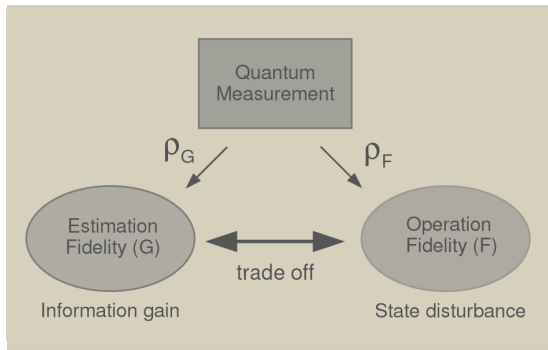 Quantum
Measurement
ρG
ρF
Estimation
Fidelity (G)
Operation
Fidelity (F)
trade off
Information gain
State disturbance